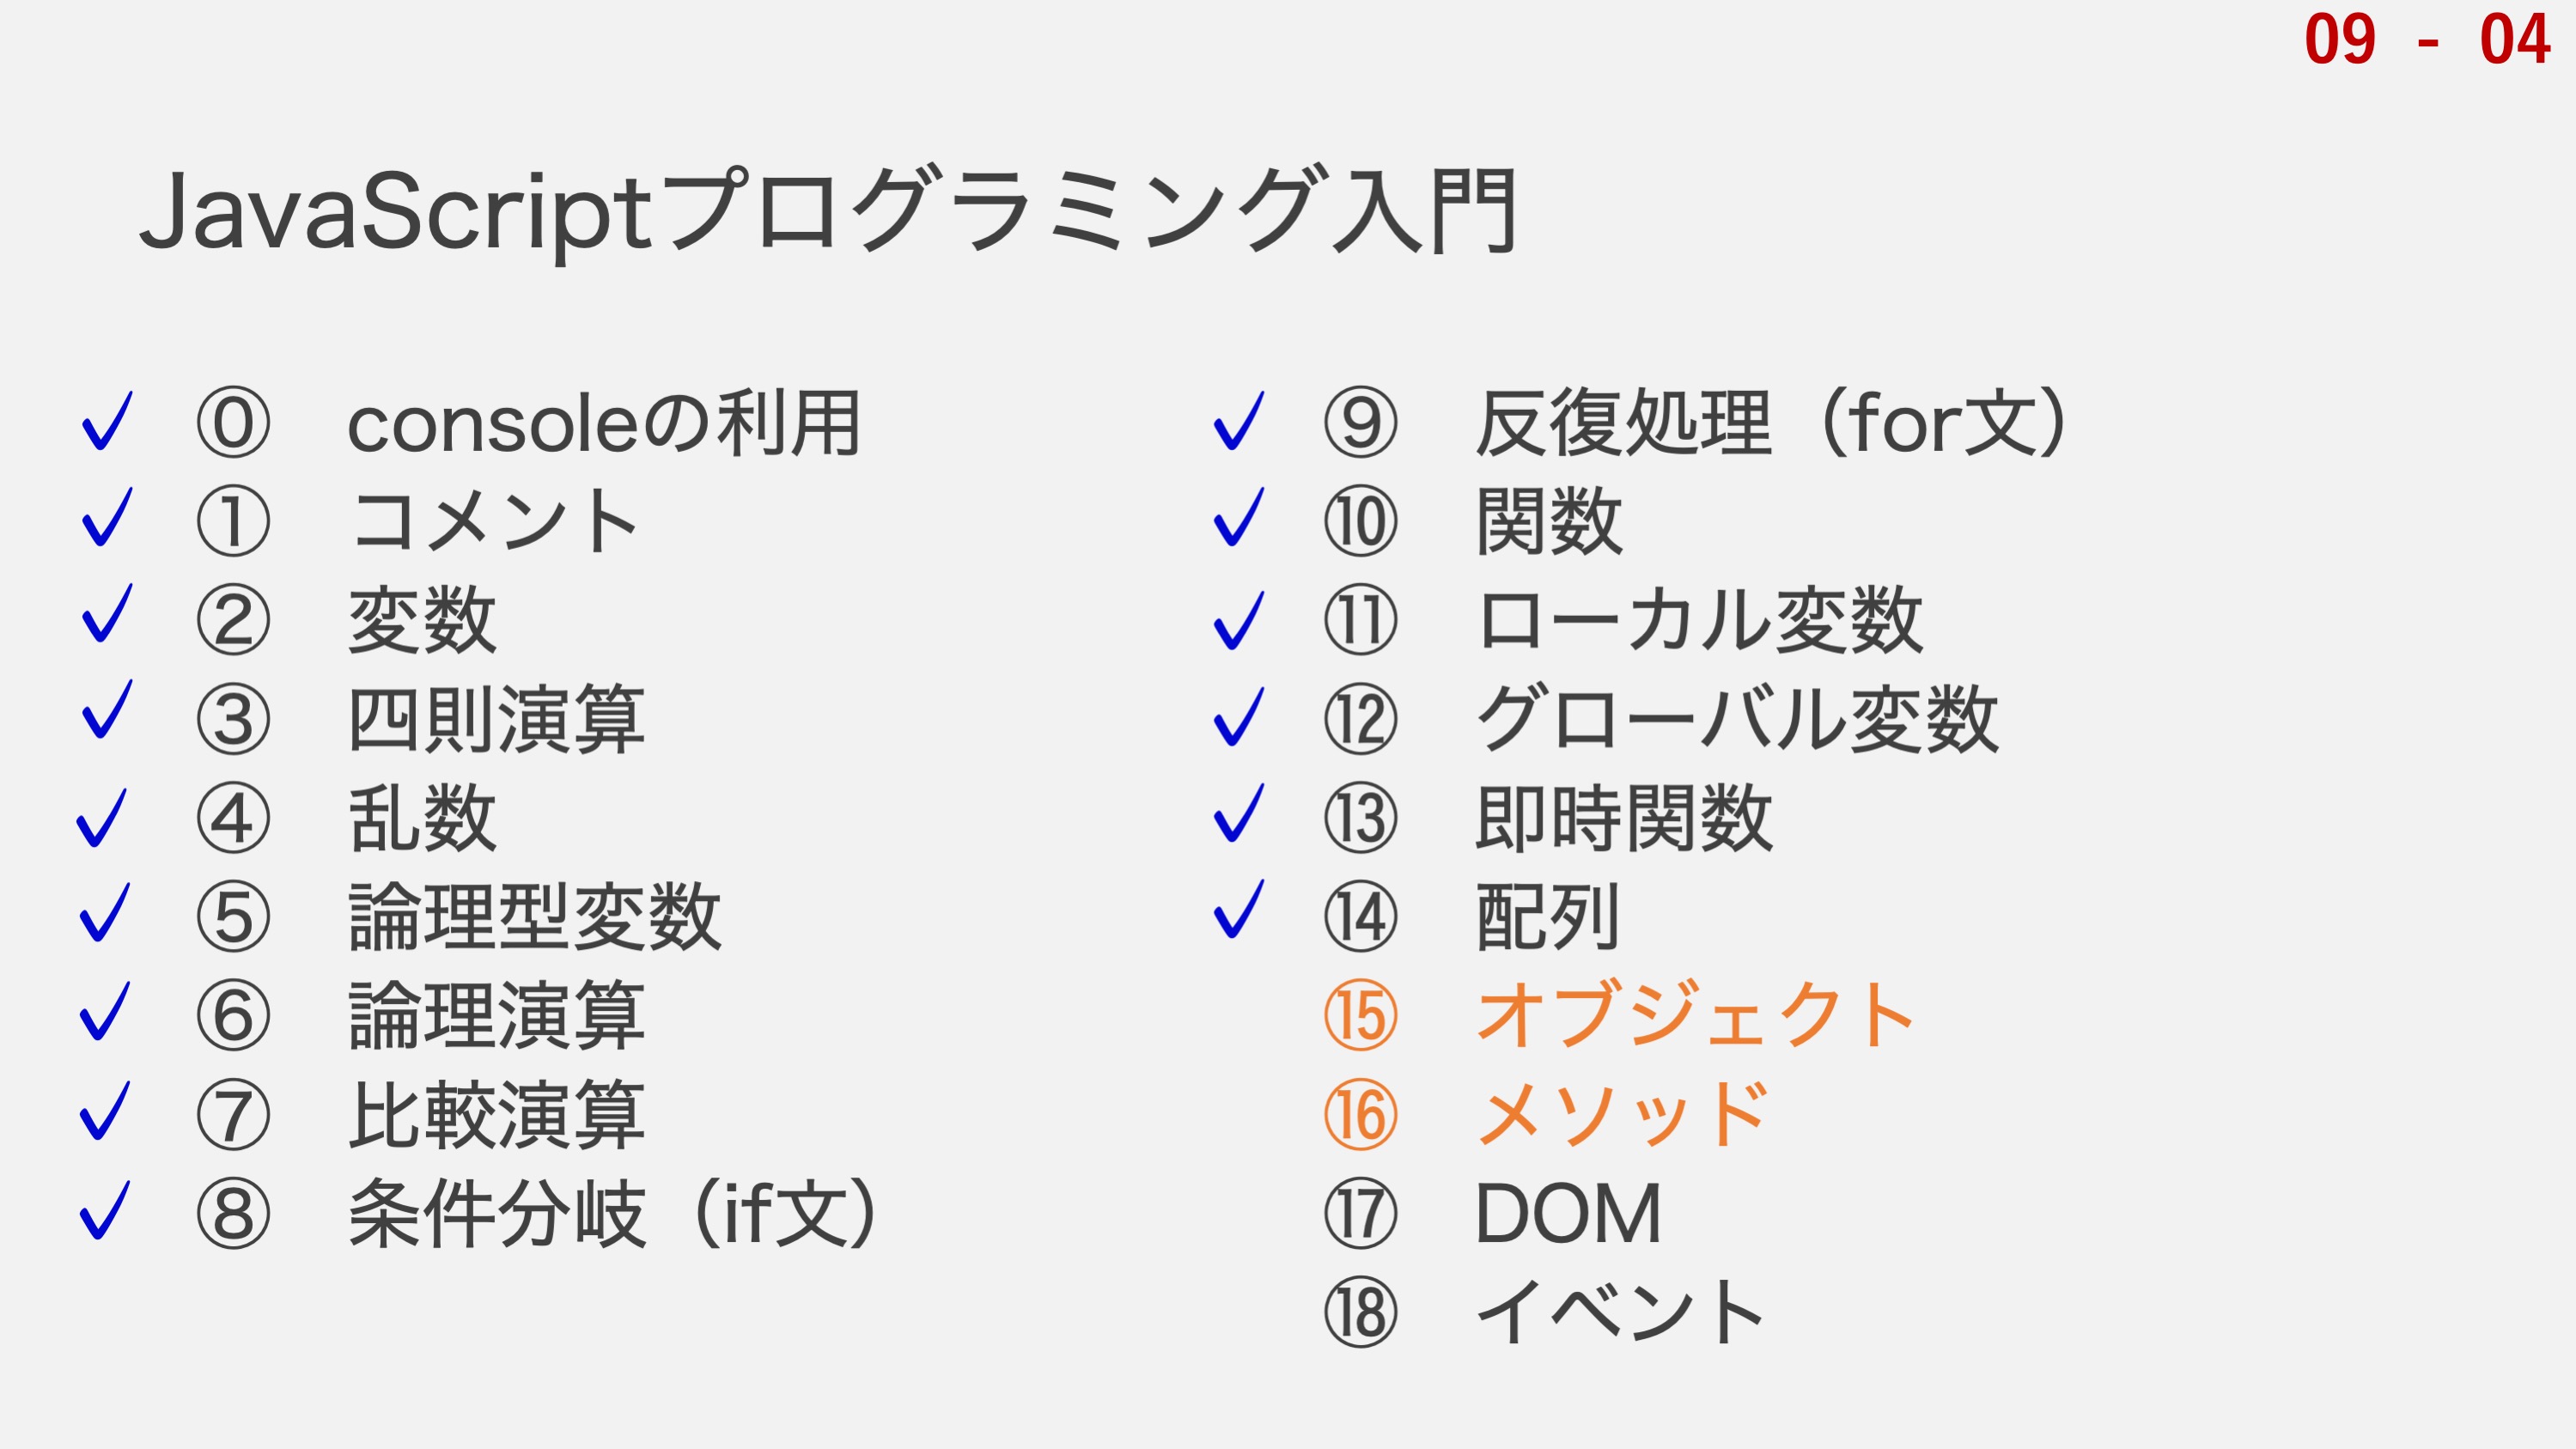 09 - 04
JavaScriptプログラミング入門
✓ ⓪ consoleの利用
✓ ① コメント
✓ ② 変数
✓ ③ 四則演算
✓ ④ 乱数
✓ ⑤ 論理型変数
✓ ⑥ 論理演算
✓ ⑦ 比較演算
✓ ⑧ 条件分岐（if文）
✓ ⑨ 反復処理（for文）
✓ ⑩ 関数
✓ ⑪ ローカル変数
✓ ⑫ グローバル変数
✓ ⑬ 即時関数
✓ ⑭ 配列
⑮ オブジェクト
⑯ メソッド
⑰ DOM
⑱ イベント